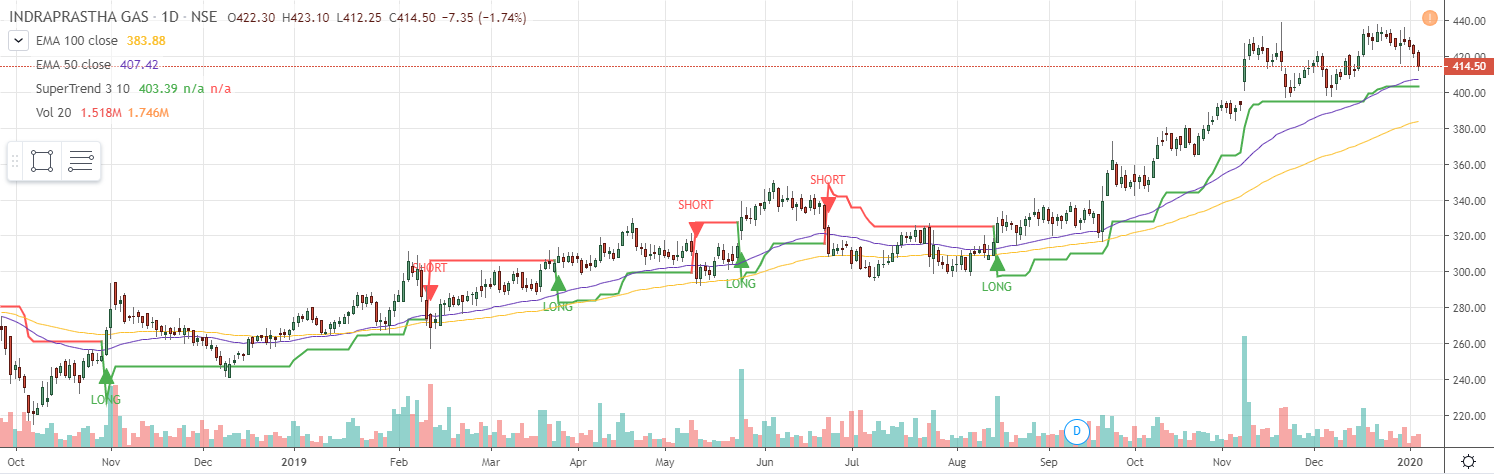 INDRAPRASTHA GAS · 1D · NSE O422.30 H423.10 L412.25 C414.50 −7.35 (−1.74%)
EMA 100 close 383.88
EMA 50 close 407.42
SuperTrend 3 10 403.39 n/a n/a
Vol 20 1.518M 1.746M
440.00
420.00
414.50
400.00
380.00
360.00
340.00
320.00
300.00
280.00
260.00
240.00
220.00
SHORT
SHORT
SHORT
SHORT
LONG
LONG
LONG
LONG
D
Oct Nov Dec 2019 Feb Mar Apr May Jun Jul Aug Sep Oct Nov Dec 2020